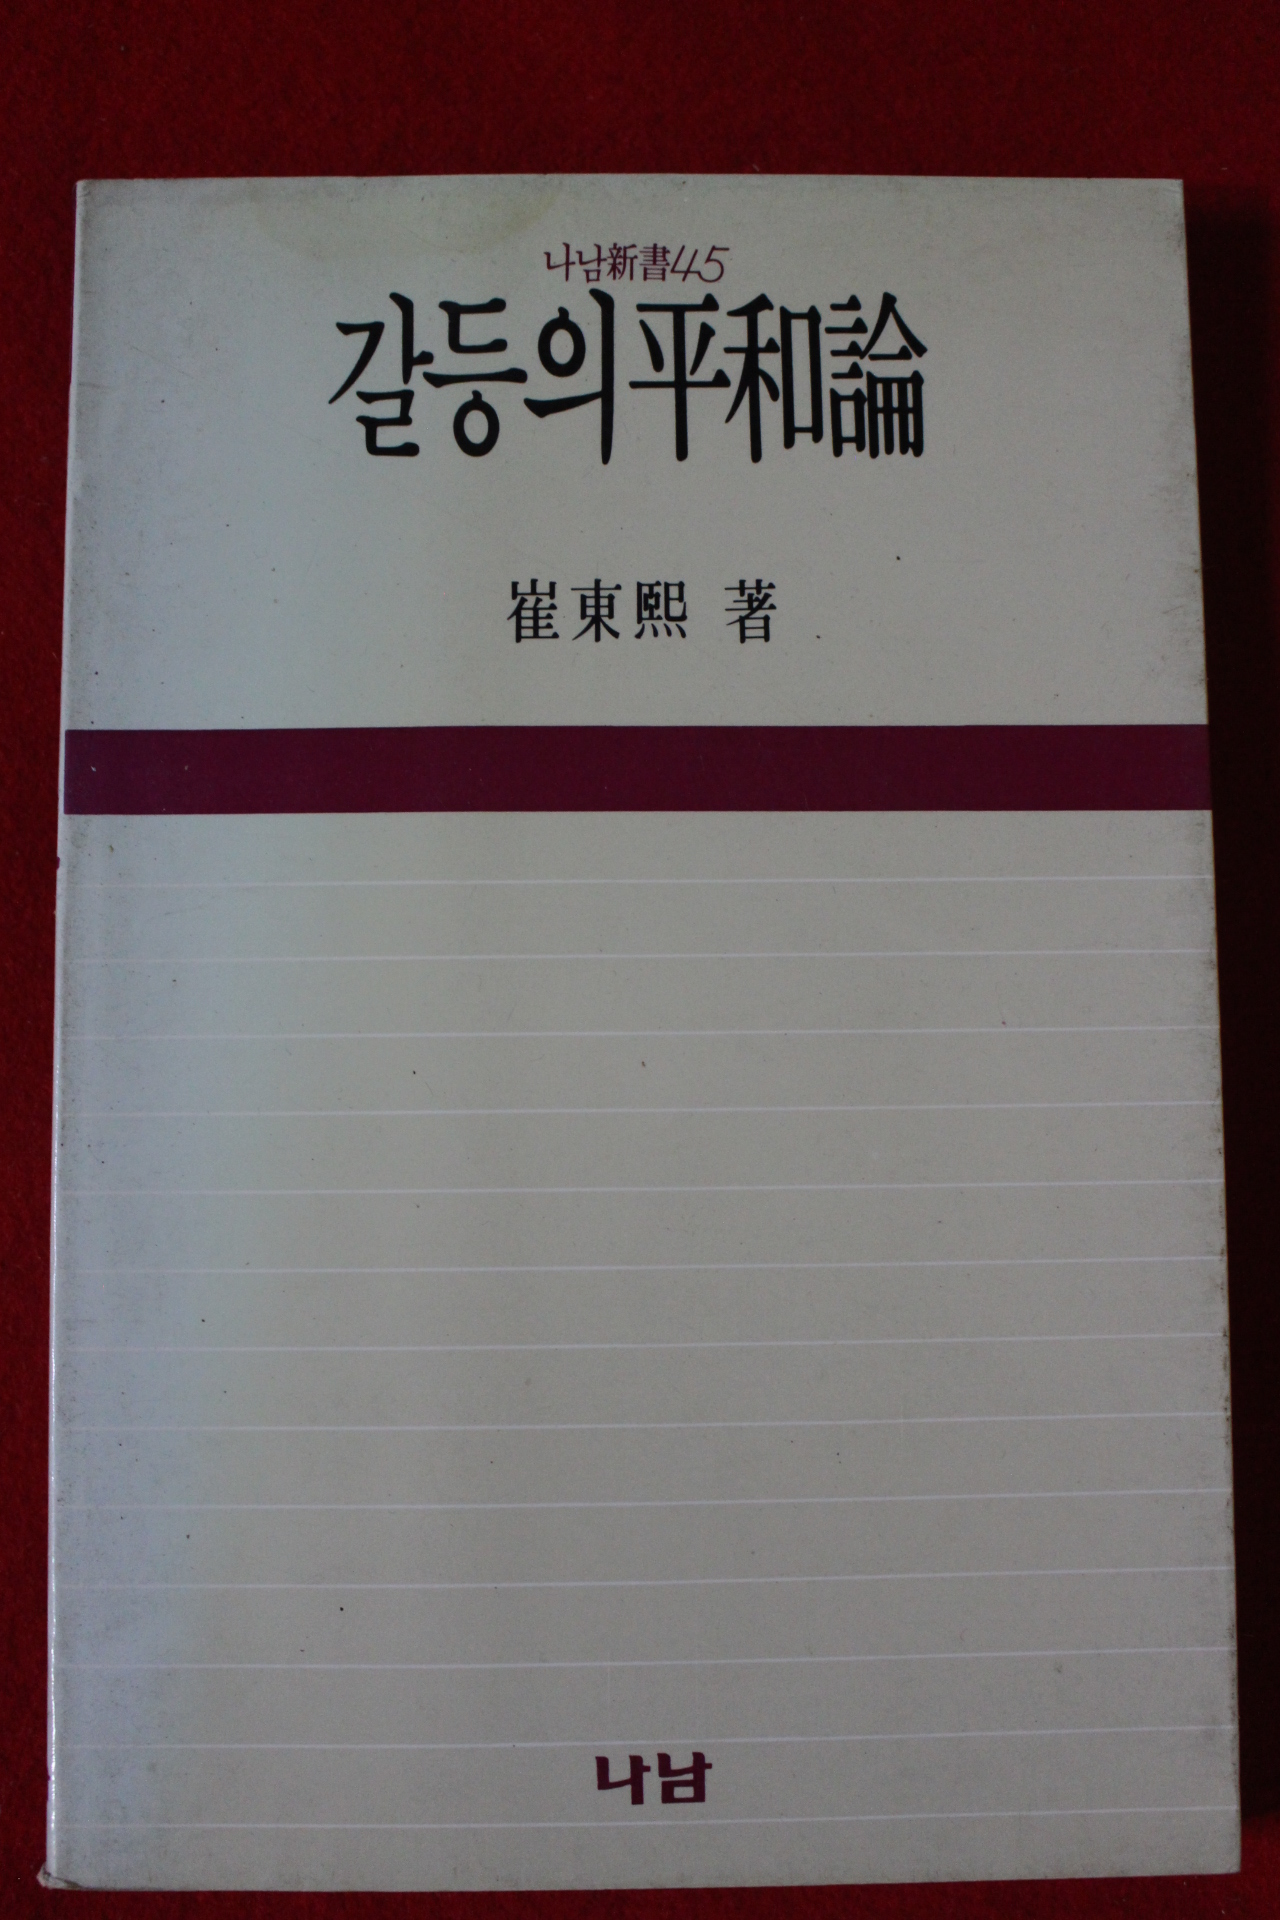 나남新書45
갈등의平和論
崔東熙 著
나남